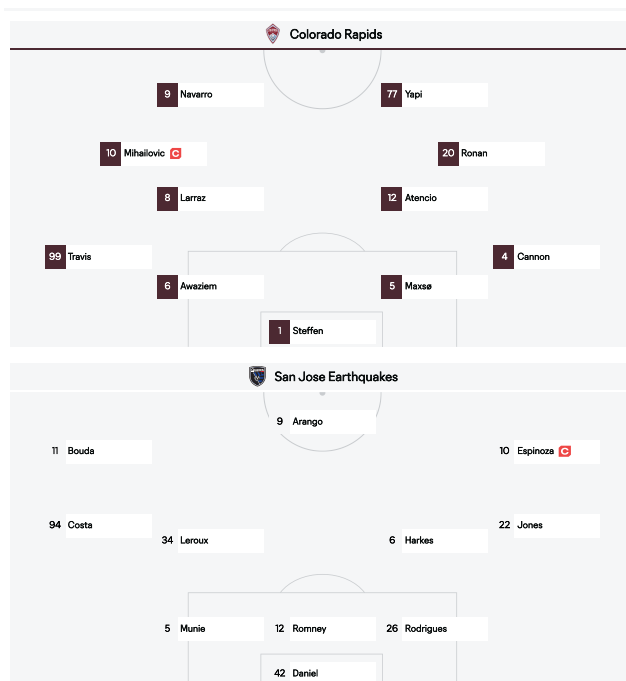 Colorado Rapids
9 Navarro
77 Yapi
10 Mihailovic C
20 Ronan
8 Larraz
12 Atencio
99 Travis
4 Cannon
6 Awaziem
5 Maxsø
1 Steffen
San Jose Earthquakes
9 Arango
11 Bouda
10 Espinoza C
94 Costa
22 Jones
34 Leroux
6 Harkes
5 Munie
12 Romney
26 Rodrigues
42 Daniel